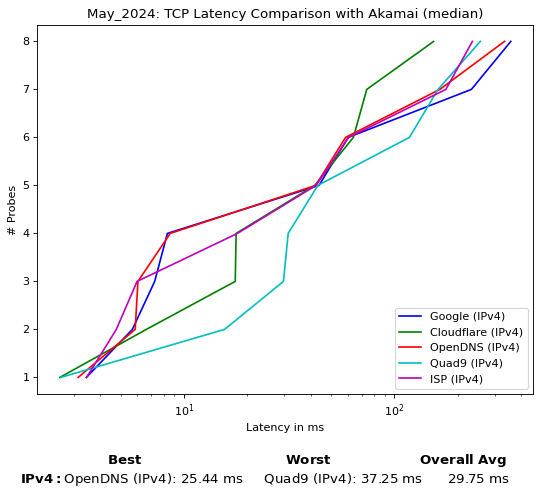 May_2024: TCP Latency Comparison with Akamai (median)
8
7
6
5
4
3
2
1
# Probes
Google (IPv4)
Cloudflare (IPv4)
OpenDNS (IPv4)
Quad9 (IPv4)
ISP (IPv4)
10¹ 10²
Latency in ms
Best Worst Overall Avg
IPv4: OpenDNS (IPv4): 25.44 ms Quad9 (IPv4): 37.25 ms 29.75 ms